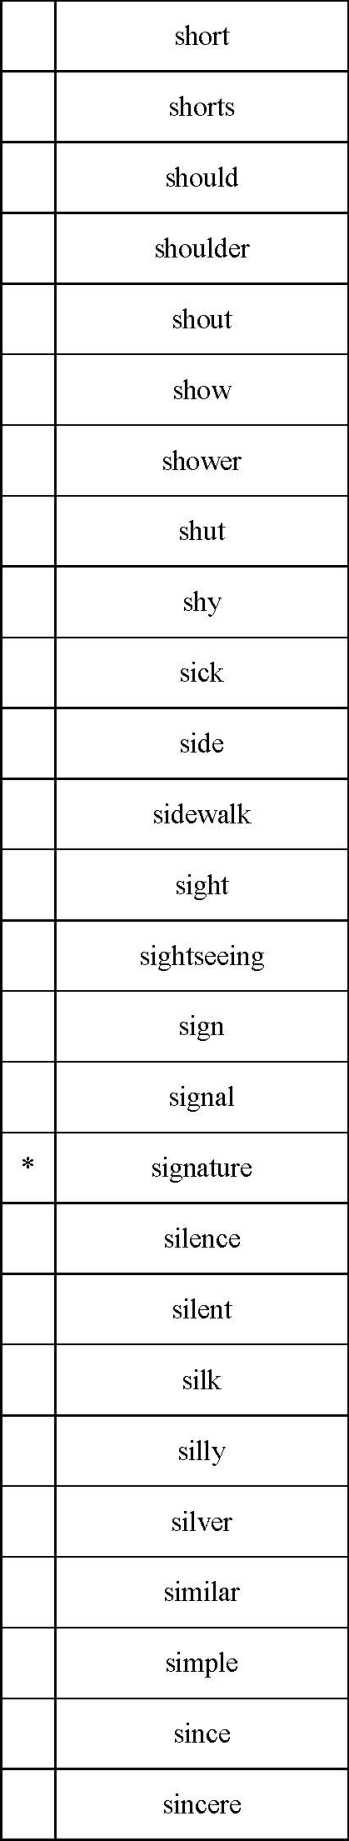 short
shorts
should
shoulder
shout
show
shower
shut
shy
sick
side
sidewalk
sight
sightseeing
sign
signal
* signature
silence
silent
silk
silly
silver
similar
simple
since
sincere